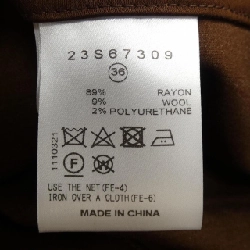 23S67309
36
89% RAYON
9% WOOL
2% POLYURETHANE
1110321
F
W
USE THE NET(FE-4)
IRON OVER A CLOTH(FE-6)
MADE IN CHINA